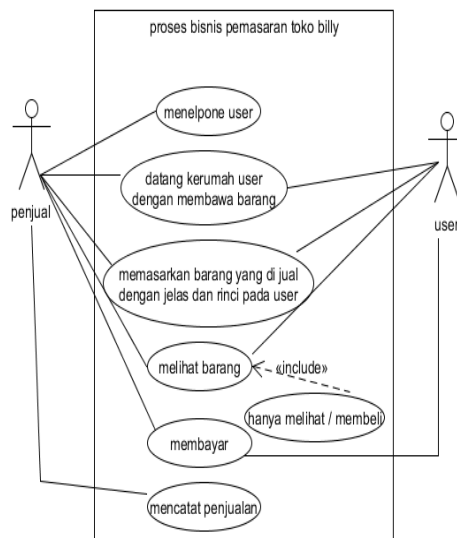 proses bisnis pemasaran toko billy
menelpone user
datang kerumah user
dengan membawa barang
penjual
user
memasarkan barang yang di jual
dengan jelas dan rinci pada user
melihat barang
«include»
hanya melihat / membeli
membayar
mencatat penjualan